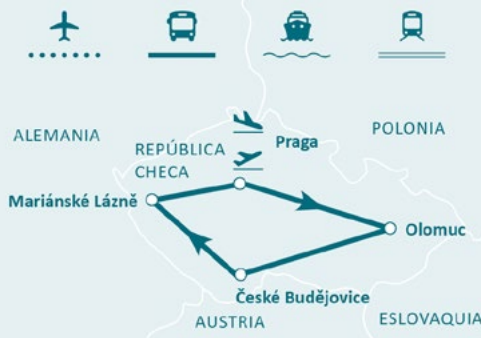 ALEMANIA
POLONIA
REPÚBLICA
CHECA
Praga
Mariánské Lázně
Olomuc
České Budějovice
AUSTRIA
ESLOVAQUIA